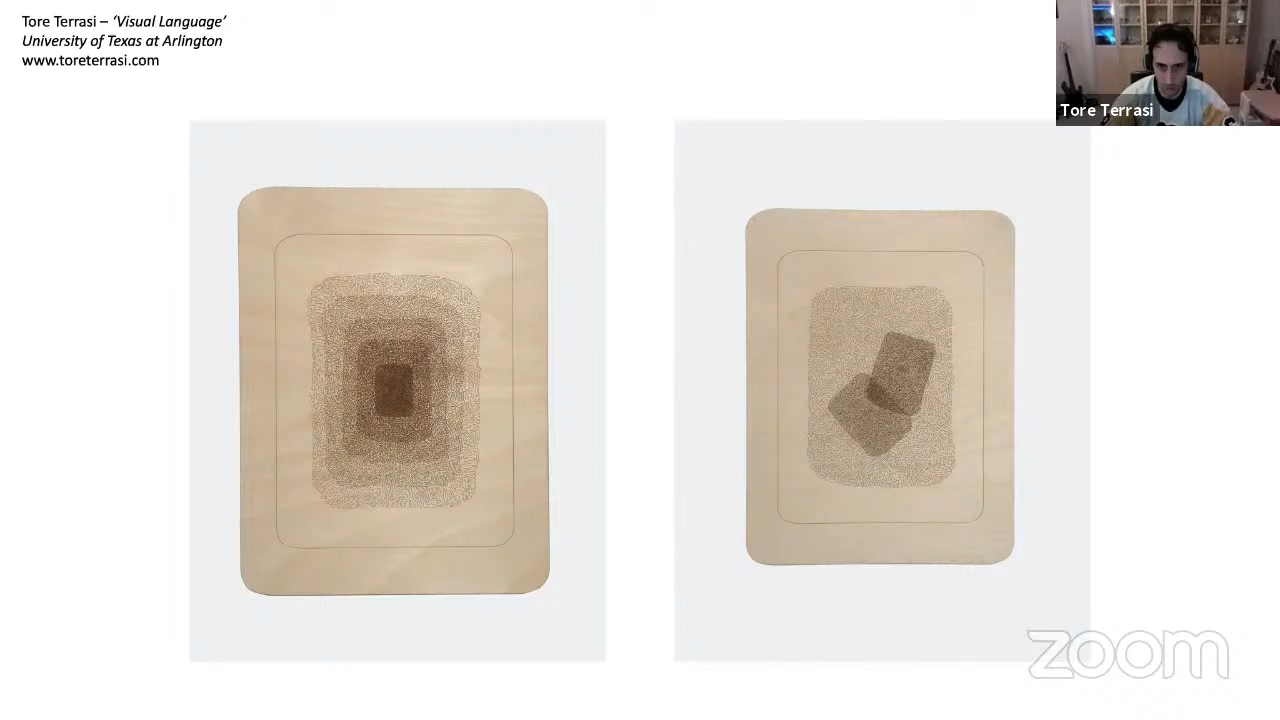 Tore Terrasi – ‘Visual Language’
University of Texas at Arlington
www.toreterrasi.com
Tore Terrasi
zoom